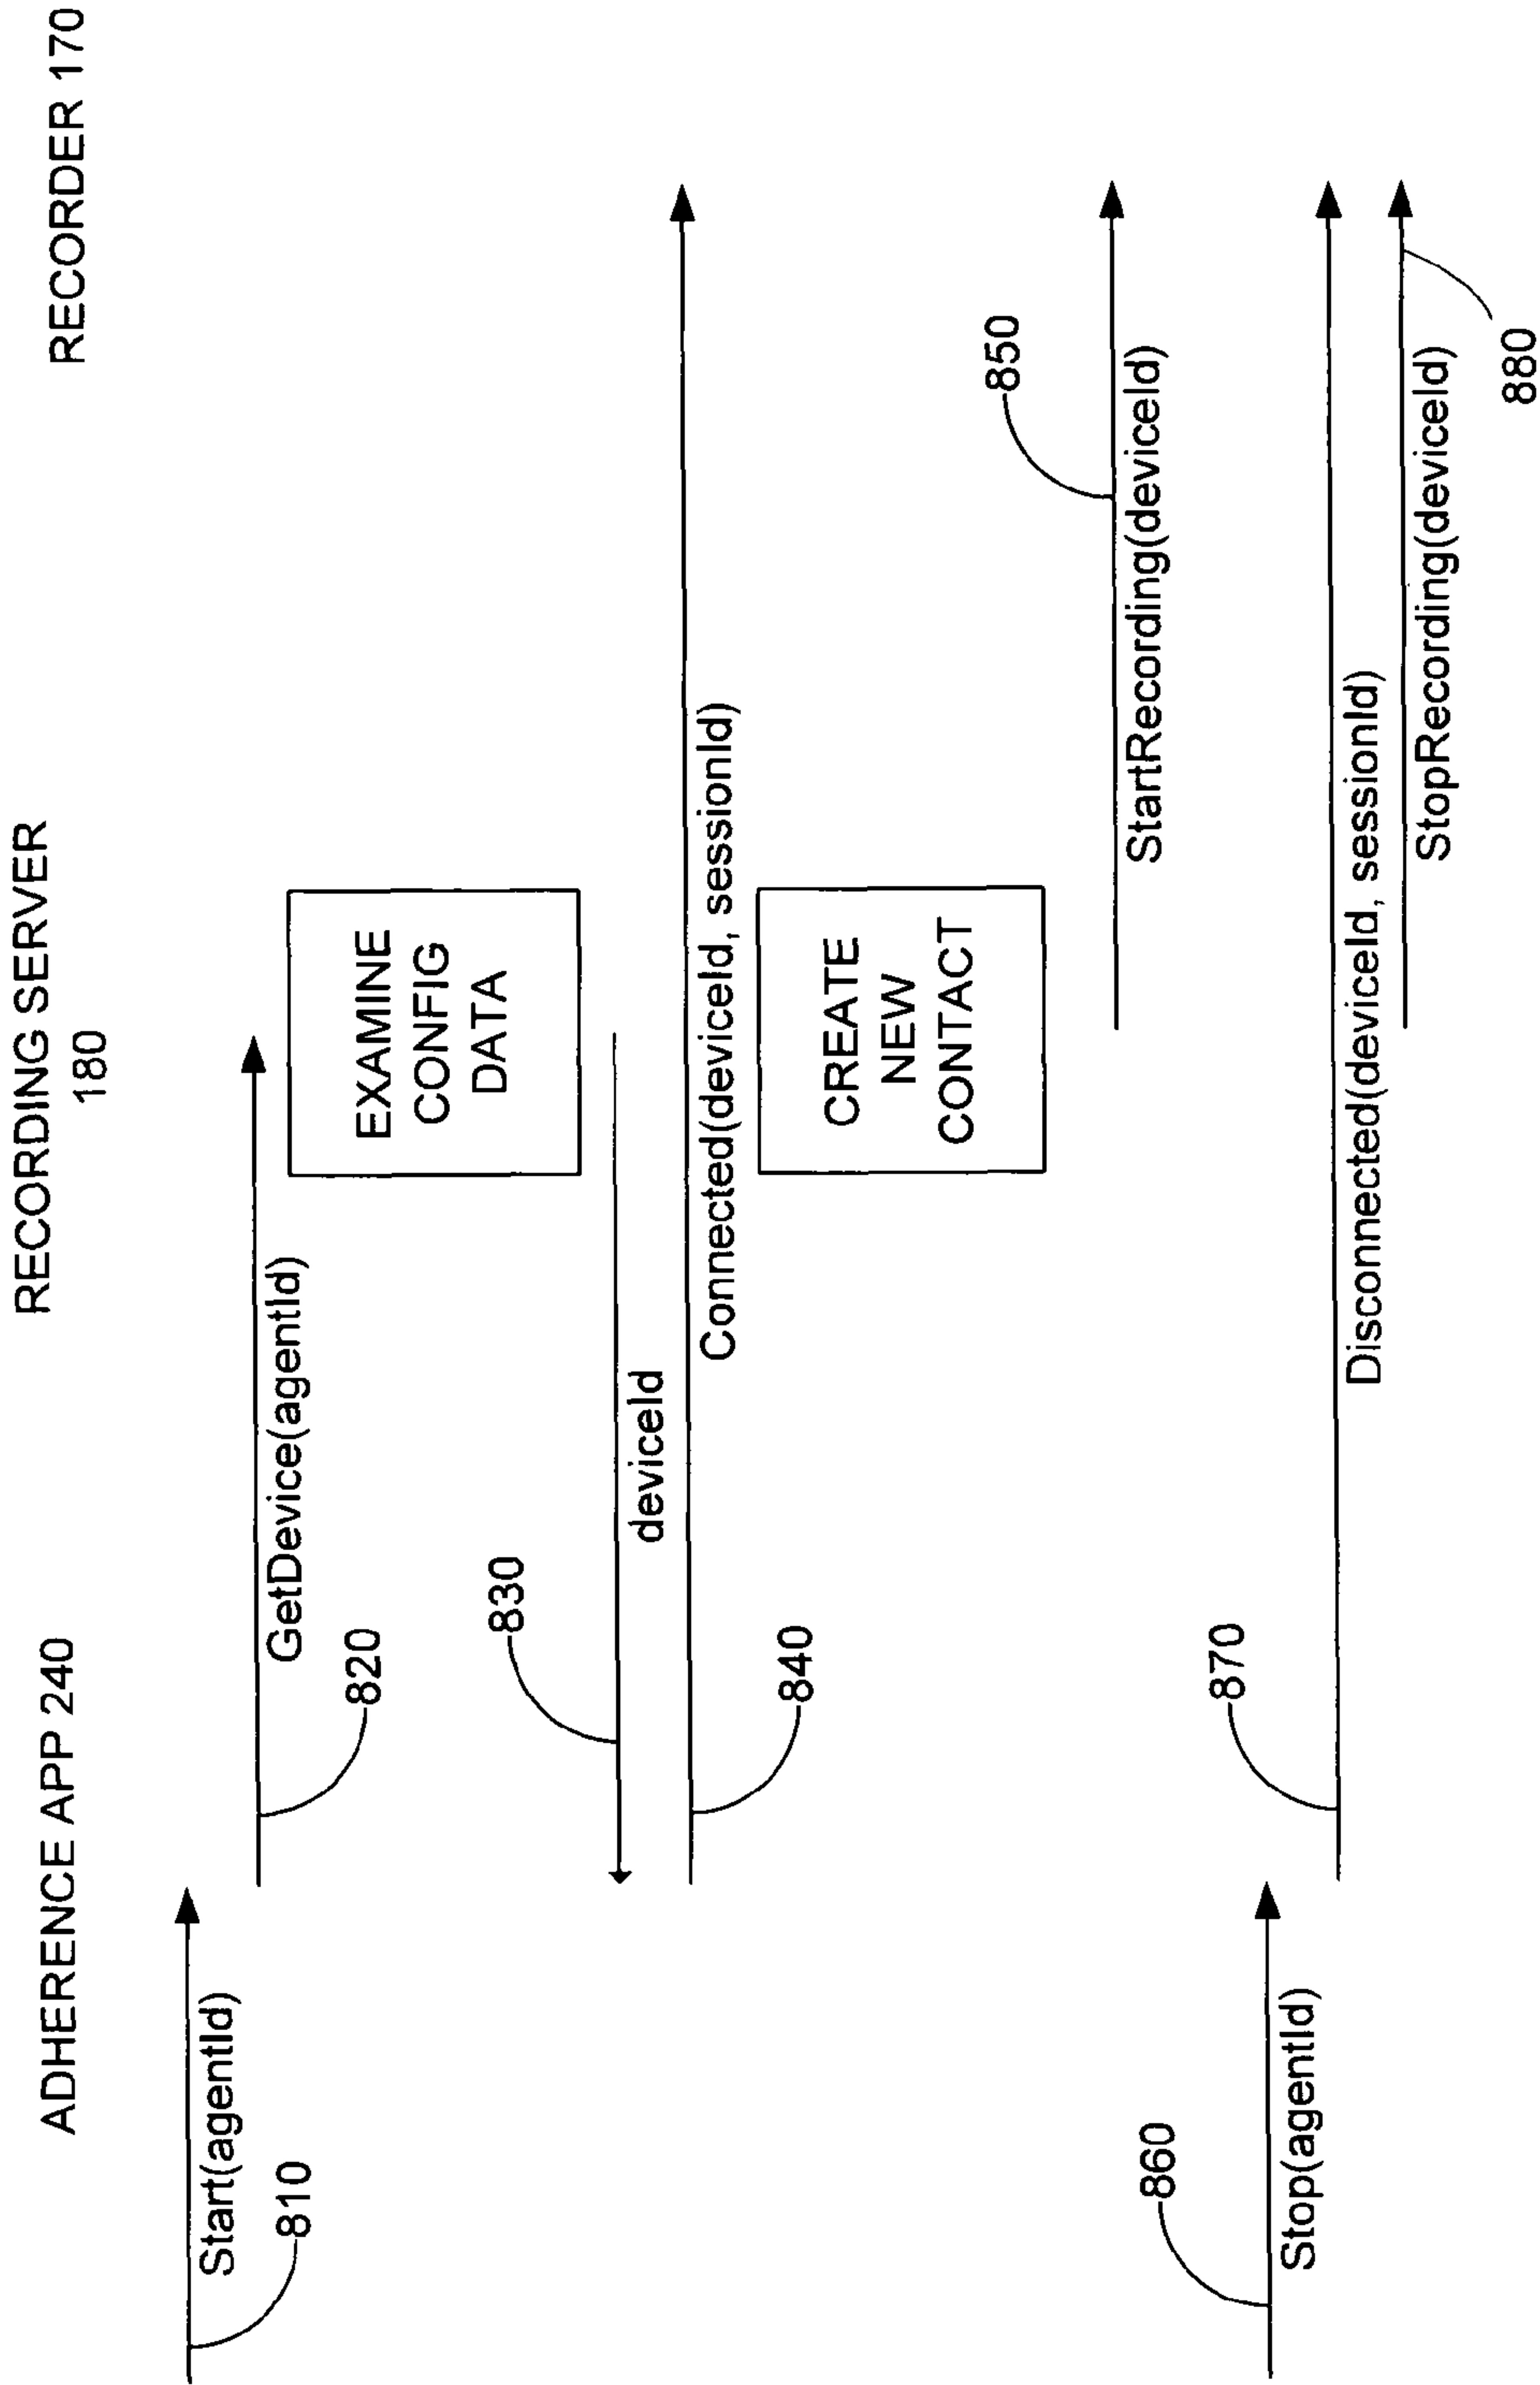 ADHERENCE APP 240
RECORDING SERVER
180
RECORDER 170
Start(agentId)
810
GetDevice(agentId)
820
EXAMINE
CONFIG
DATA
830
deviceId
Connected(deviceId, sessionId)
840
CREATE
NEW
CONTACT
850
StartRecording(deviceId)
860
Stop(agentId)
870
Disconnected(deviceId, sessionId)
StopRecording(deviceId)
880